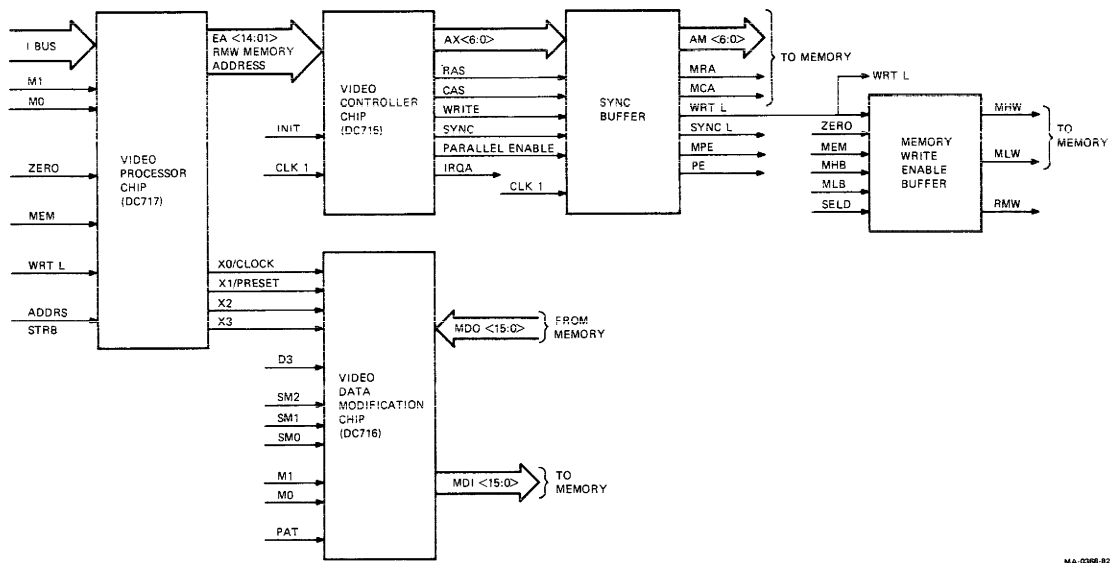 I BUS
M1
M0
ZERO
MEM
WRT L
ADDRS
STRB
VIDEO
PROCESSOR
CHIP
(DC717)
EA <14:01>
RMW MEMORY
ADDRESS
INIT
CLK 1
VIDEO
CONTROLLER
CHIP
(DC715)
AX<6:0>
RAS
CAS
WRITE
SYNC
PARALLEL ENABLE
IRQA
CLK 1
SYNC
BUFFER
AM <6:0>
TO MEMORY
MRA
MCA
WRT L
SYNC L
MPE
PE
WRT L
ZERO
MEM
MHB
MLB
SELD
MEMORY
WRITE
ENABLE
BUFFER
MHW
MLW
TO
MEMORY
RMW
X0/CLOCK
X1/PRESET
X2
X3
D3
SM2
SM1
SM0
M1
M0
PAT
VIDEO
DATA
MODIFICATION
CHIP
(DC716)
MDO <15:0>
FROM
MEMORY
MDI <15:0>
TO
MEMORY
MA-0368-82